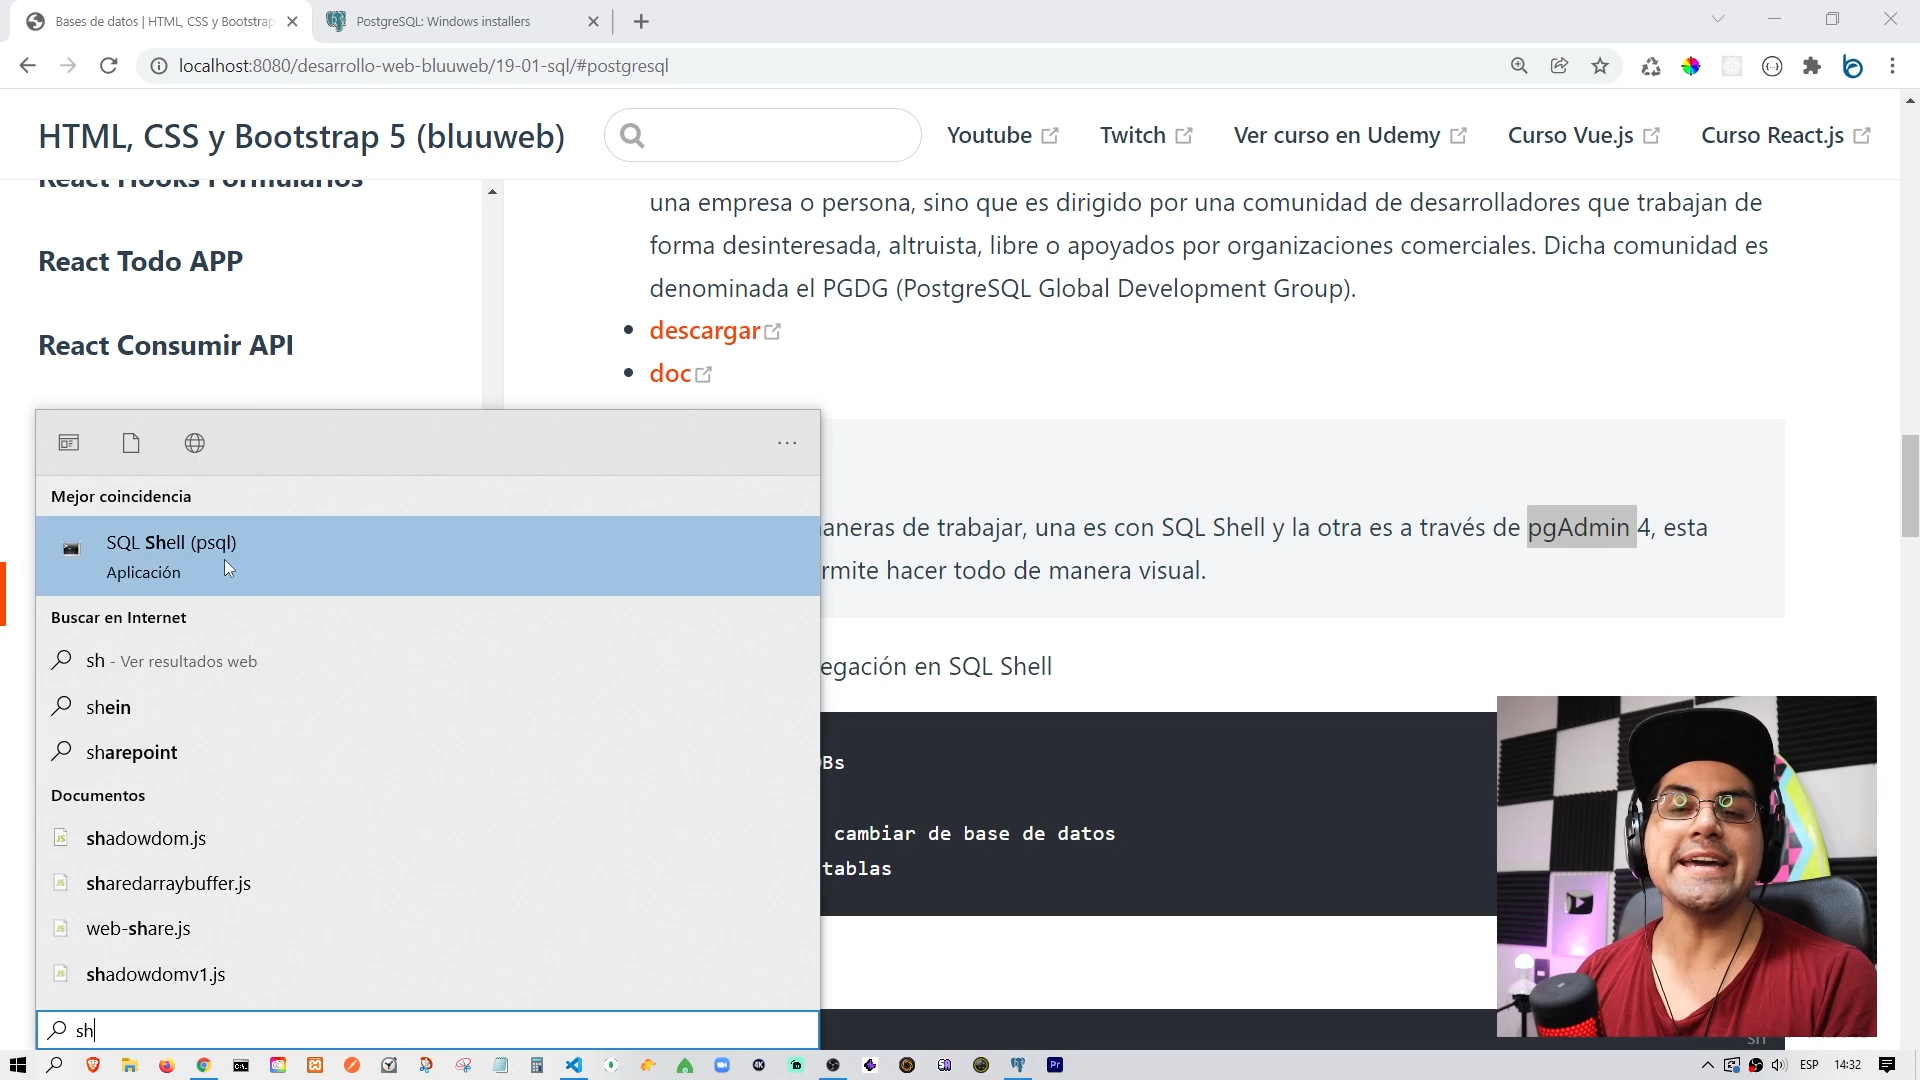 Bases de datos | HTML, CSS y Bootstrap
PostgreSQL: Windows installers
localhost:8080/desarrollo-web-bluuweb/19-01-sql/#postgresql
HTML, CSS y Bootstrap 5 (bluuweb)
Youtube
Twitch
Ver curso en Udemy
Curso Vue.js
Curso React.js
React Hooks Formularios
React Todo APP
React Consumir API
una empresa o persona, sino que es dirigido por una comunidad de desarrolladores que trabajan de
forma desinteresada, altruista, libre o apoyados por organizaciones comerciales. Dicha comunidad es
denominada el PGDG (PostgreSQL Global Development Group).
descargar
doc
aneras de trabajar, una es con SQL Shell y la otra es a través de pgAdmin 4, esta
rmite hacer todo de manera visual.
egación en SQL Shell
Bs
cambiar de base de datos
tablas
sh
Mejor coincidencia
SQL Shell (psql)
Aplicación
Buscar en Internet
sh - Ver resultados web
shein
sharepoint
Documentos
shadowdom.js
sharedarraybuffer.js
web-share.js
shadowdomv1.js
sh
4K
Pr
ESP
14:32